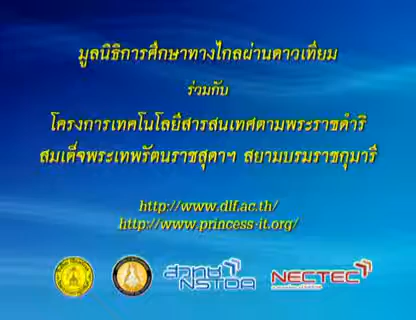 มูลนิธิการศึกษาทางไกลผ่านดาวเทียม
ร่วมกับ
โครงการเทคโนโลยีสารสนเทศตามพระราชดำริ
สมเด็จพระเทพรัตนราชสุดาฯ สยามบรมราชกุมารี
http://www.dlf.ac.th/
http://www.princess-it.org/
สวทช
NSTDA
NECTEC